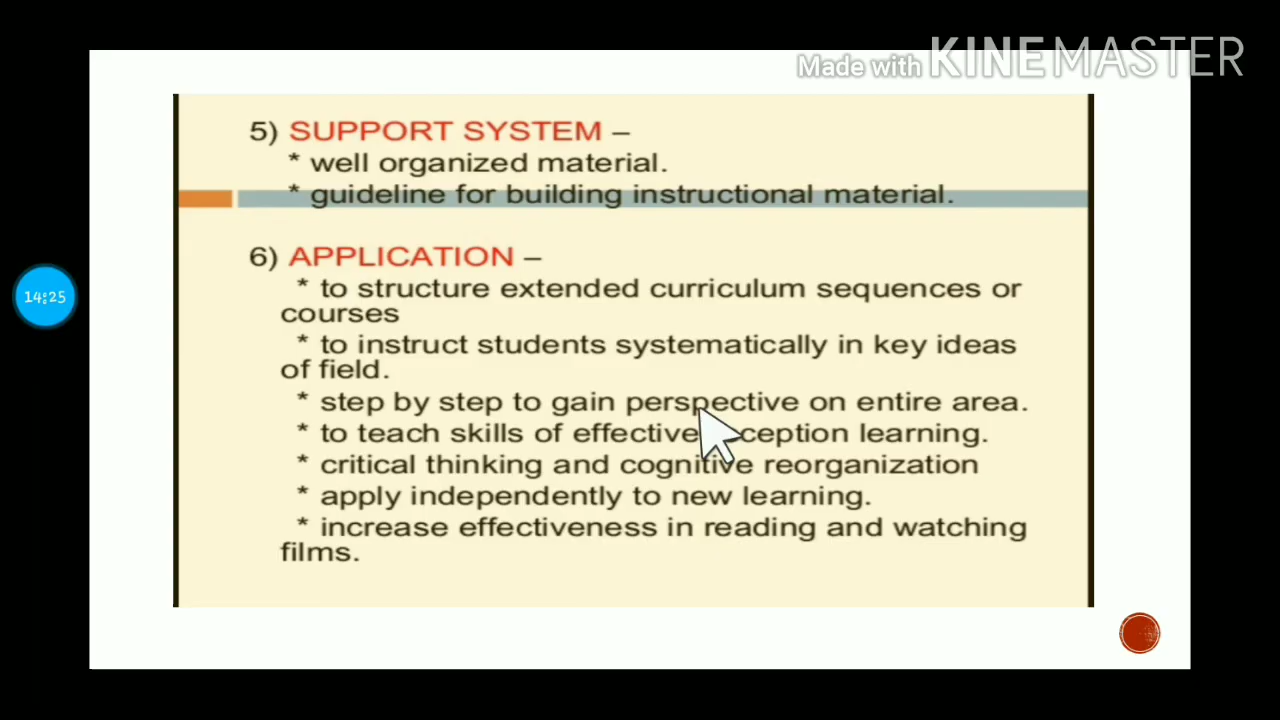 Made with KINEMASTER
5) SUPPORT SYSTEM –
* well organized material.
* guideline for building instructional material.
6) APPLICATION –
* to structure extended curriculum sequences or
courses
* to instruct students systematically in key ideas
of field.
* step by step to gain perspective on entire area.
14:25
* to teach skills of effective learning.
* critical thinking and cognitive reorganization
* apply independently to new learning.
* increase effectiveness in reading and watching
films.